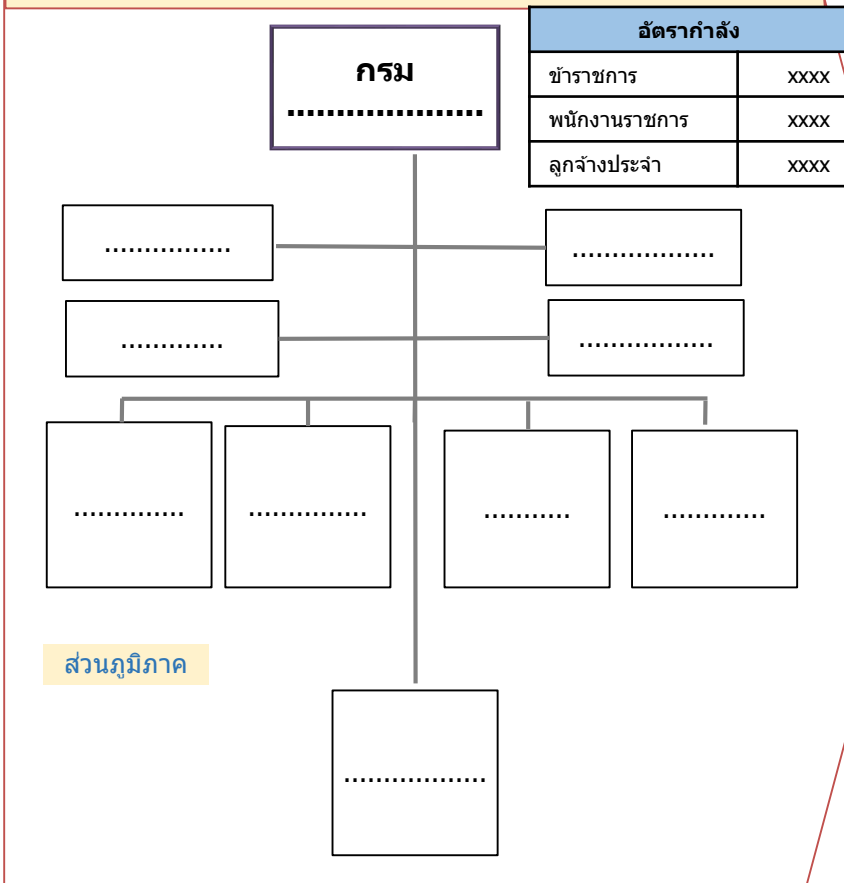 กรม
....................
อัตรากำลัง
ข้าราชการ xxxx
พนักงานราชการ xxxx
ลูกจ้างประจำ xxxx
................ ..................
............. .................
.............. ............... ........... .............
ส่วนภูมิภาค
..................